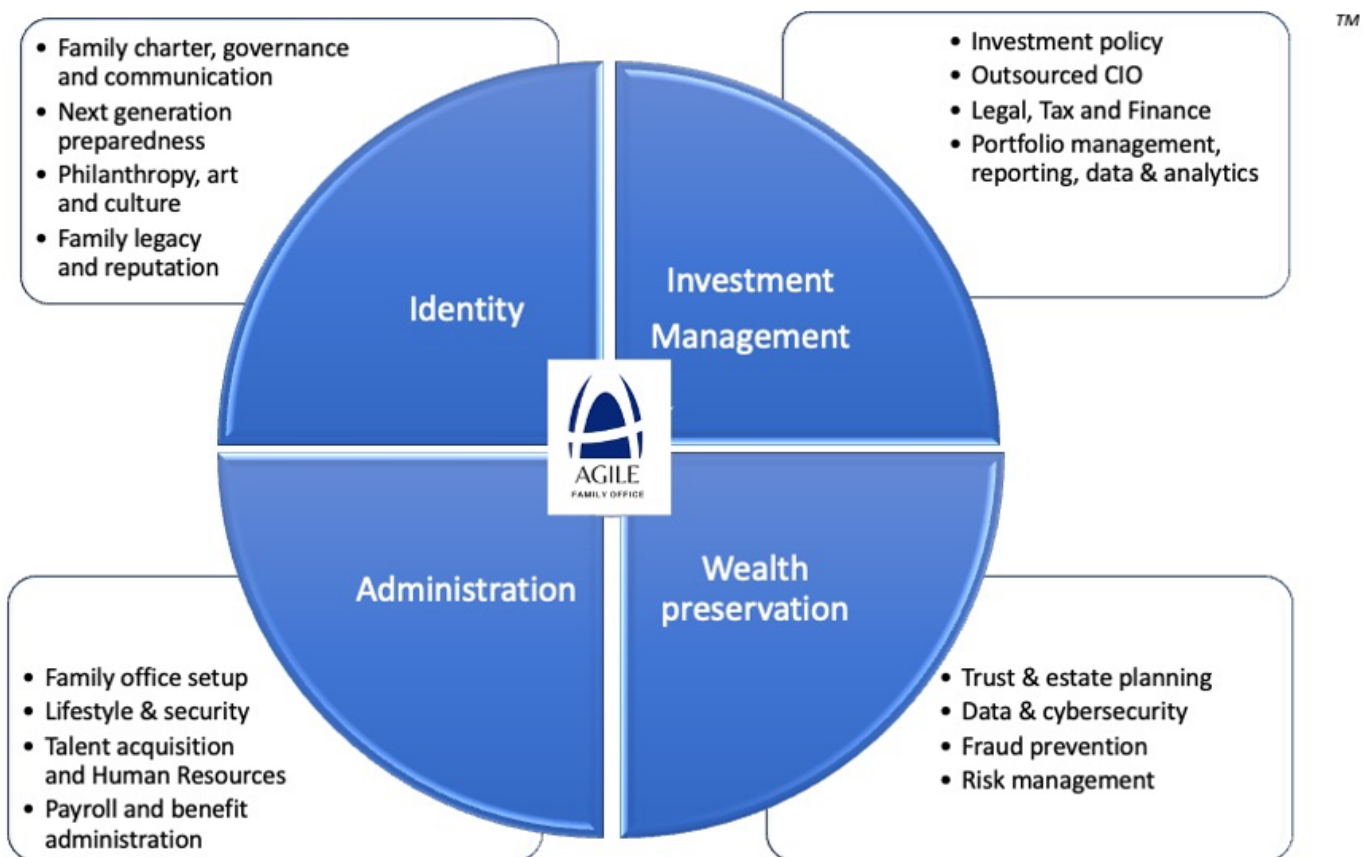 TM
• Family charter, governance
and communication
• Next generation
preparedness
• Philanthropy, art
and culture
• Family legacy
and reputation
• Investment policy
• Outsourced CIO
• Legal, Tax and Finance
• Portfolio management,
reporting, data & analytics
Identity
Investment
Management
AGILE
FAMILY OFFICE
Administration
Wealth
preservation
• Family office setup
• Lifestyle & security
• Talent acquisition
and Human Resources
• Payroll and benefit
administration
• Trust & estate planning
• Data & cybersecurity
• Fraud prevention
• Risk management